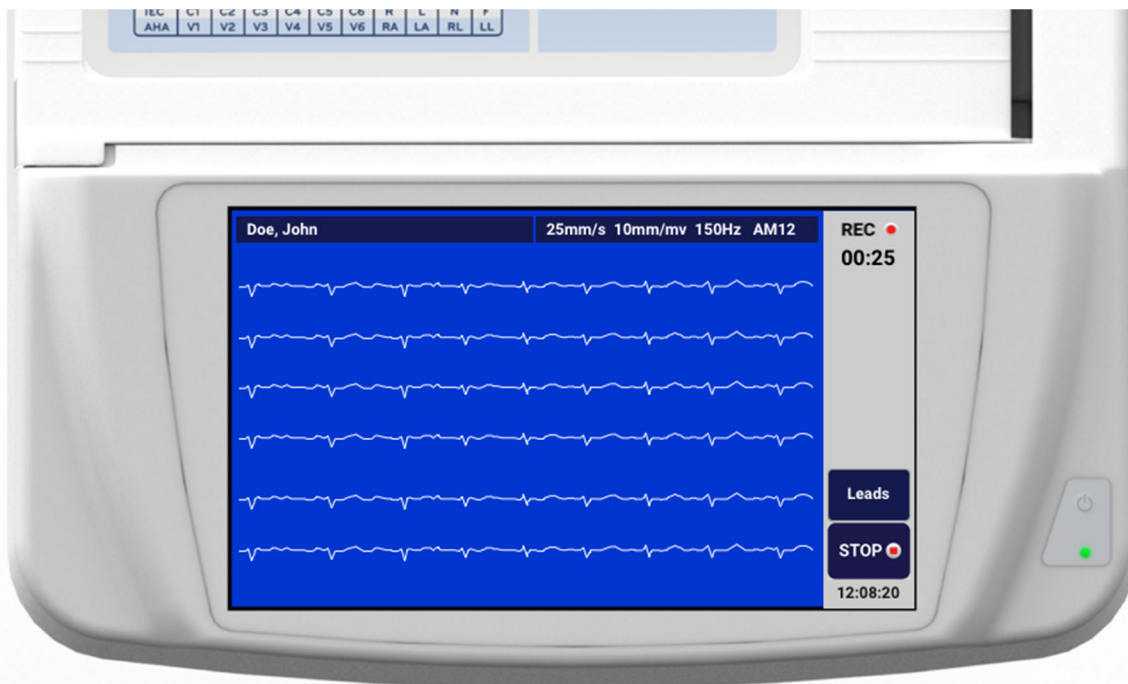 IEC C1 C2 C3 C4 C5 C6 R L N F
AHA V1 V2 V3 V4 V5 V6 RA LA RL LL
Doe, John 25mm/s 10mm/mv 150Hz AM12
REC
00:25
Leads
STOP
12:08:20